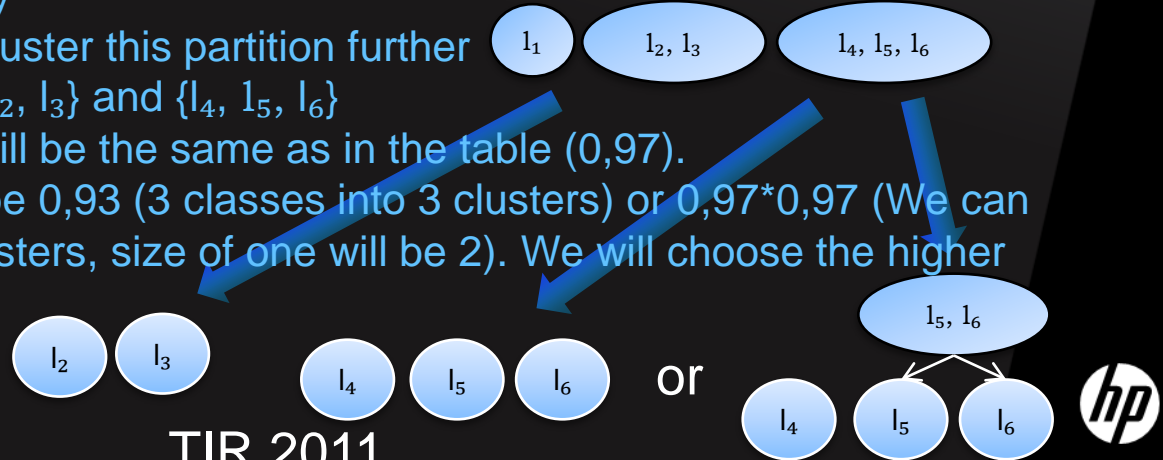 l₁ l₂, l₃ l₄, l₅, l₆
uster this partition further
₂, l₃} and {l₄, l₅, l₆}
ill be the same as in the table (0,97).
e 0,93 (3 classes into 3 clusters) or 0,97*0,97 (We can
sters, size of one will be 2). We will choose the higher
l₅, l₆
l₂ l₃
l₄ l₅ l₆ or
l₄ l₅ l₆
hp
TIR 2011